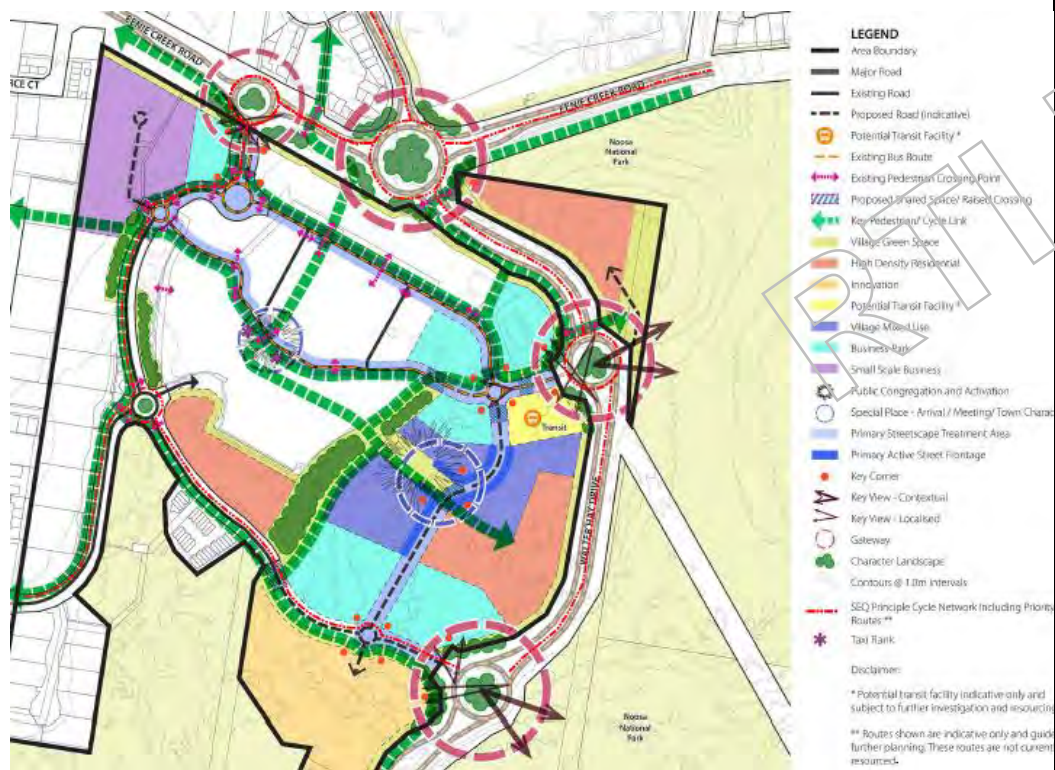 EENIE CREEK ROAD
RCE CT
EENIE CREEK ROAD
Noosa
National
Park
Transit
WALTER HAY DRIVE
Noosa
National
Park
LEGEND
Area Boundary
Major Road
Existing Road
Proposed Road (Indicative)
Potential Transit Facility *
Existing Bus Route
Existing Pedestrian Crossing Point
Proposed Shared Space/ Raised Crossing
Key Pedestrian/ Cycle Link
Village Green Space
High Density Residential
Innovation
Potential Transit Facility *
Village Mixed Use
Business Park
Small Scale Business
Public Congregation and Activation
Special Place - Arrival / Meeting/ Town Charac
Primary Streetscape Treatment Area
Primary Active Street Frontage
Key Corner
Key View - Contextual
Key View - Localised
Gateway
Character Landscape
Contours @ 1.0m intervals
SEQ Principle Cycle Network Including Priority
Routes **
Taxi Rank
Disclaimer:
* Potential transit facility indicative only and
subject to further investigation and resourcing
** Routes shown are indicative only and guide
further planning. These routes are not current
resourced.
RTI